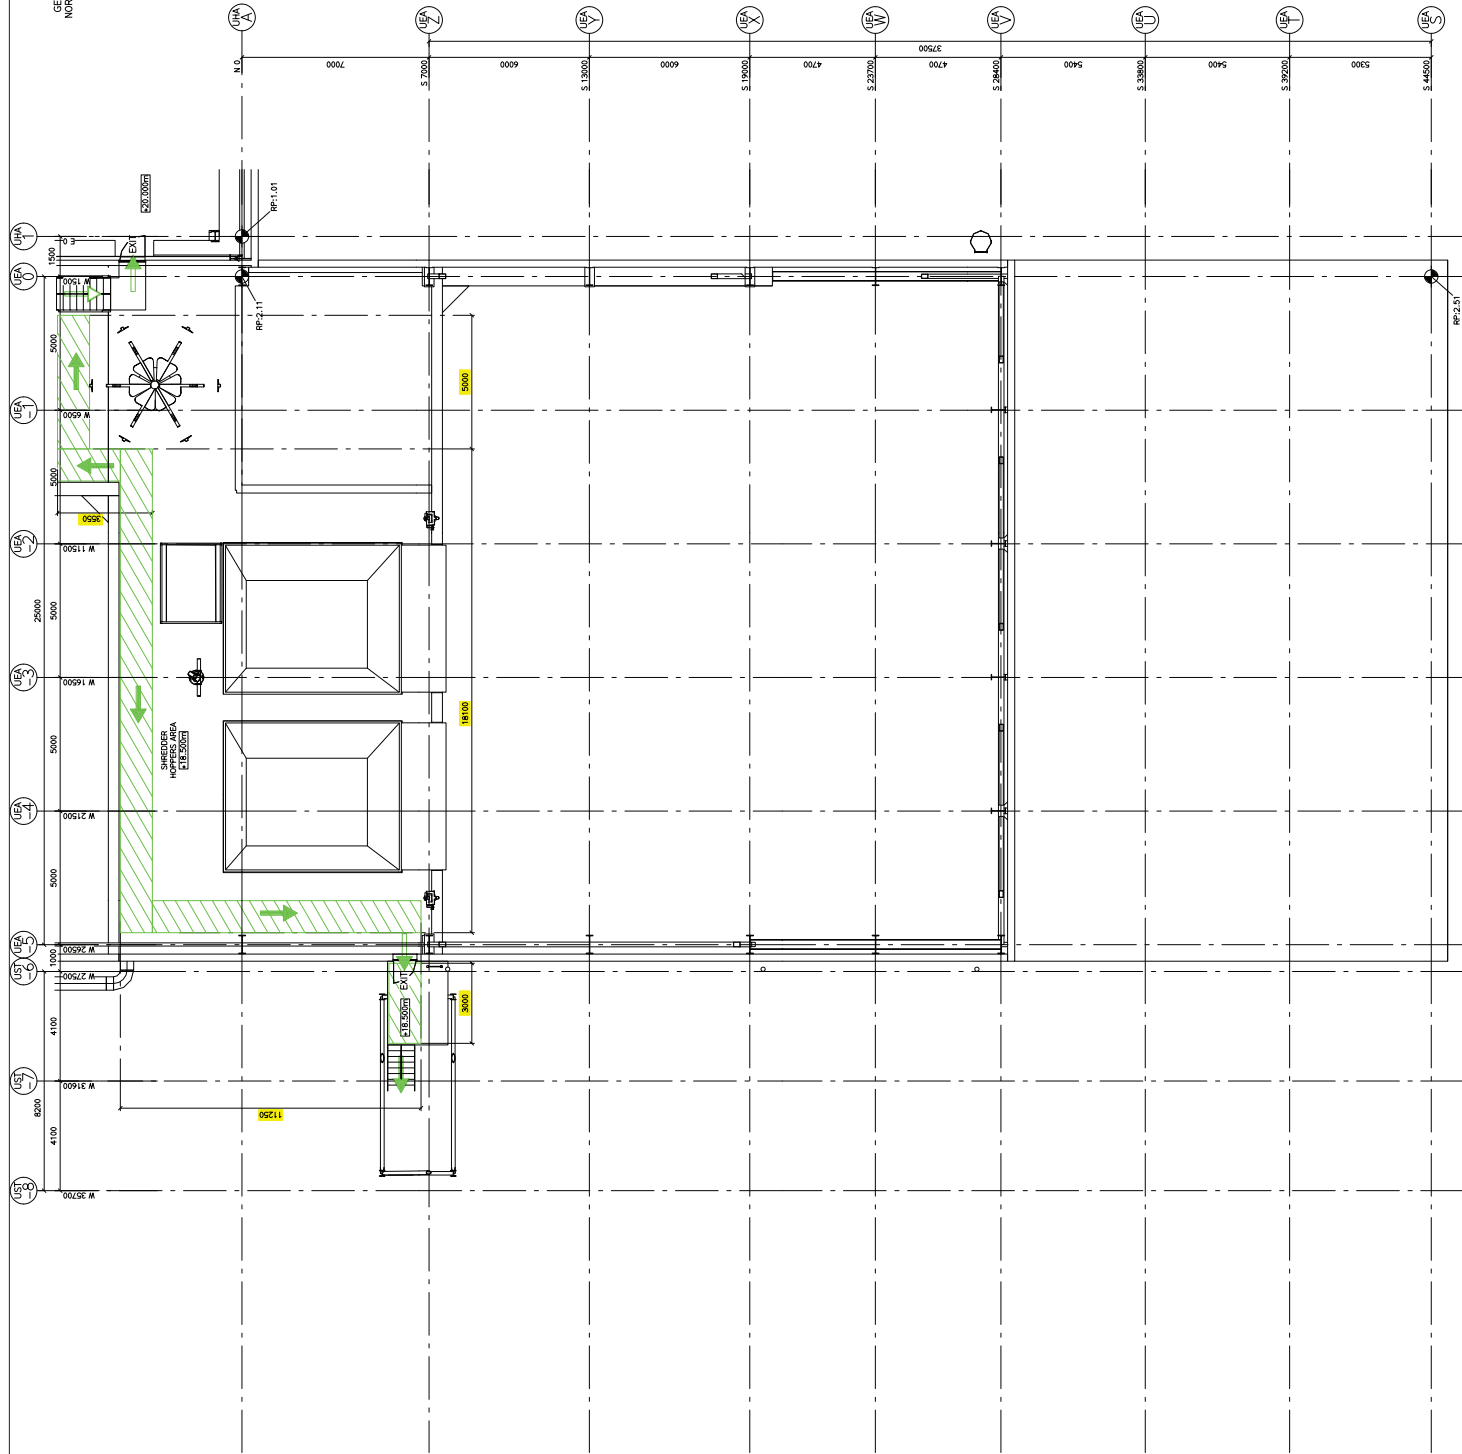 GE
NOR
UHA
A
UEA
Z
UEA
Y
UEA
X
UEA
W
UEA
V
UEA
U
UEA
T
UEA
S
37500
N 0
7000
S 7000
6000
S 13000
6000
S 19000
4700
S 23700
4700
S 28400
5400
S 33800
5400
S 39200
5300
S 44500
+20.000m
RP:1.01
UHA
1
E 0
EXIT
1500
UEA
0
W 1500
RP:2.11
RP:2.51
5000
5000
UEA
-1
W 6500
5000
3550
UEA
-2
W 11500
25000
5000
UEA
-3
W 16500
SHREDDER
HOPPERS AREA
+18.500m
18100
5000
UEA
-4
W 21500
5000
UEA
-5
W 26500
1000
UST
-6
W 27500
EXIT
+18.500m
3000
4100
UST
-7
W 31600
8200
11250
4100
UST
-8
W 35700